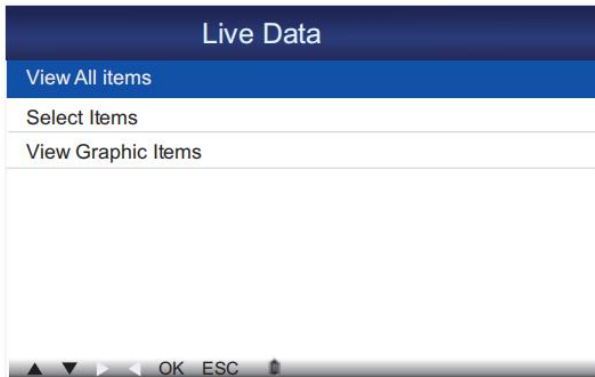 Live Data
View All items
Select Items
View Graphic Items
OK ESC